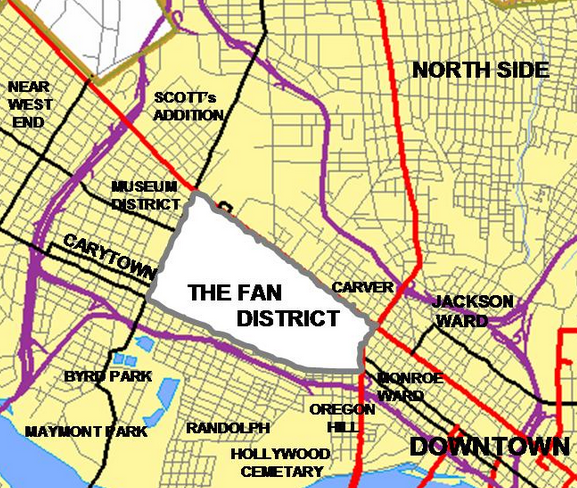 NORTH SIDE
NEAR
WEST
END
SCOTT's
ADDITION
MUSEUM
DISTRICT
CARYTOWN
THE FAN
DISTRICT
CARVER
JACKSON
WARD
BYRD PARK
MONROE
WARD
OREGON
HILL
MAYMONT PARK
RANDOLPH
HOLLYWOOD
CEMETARY
DOWNTOWN